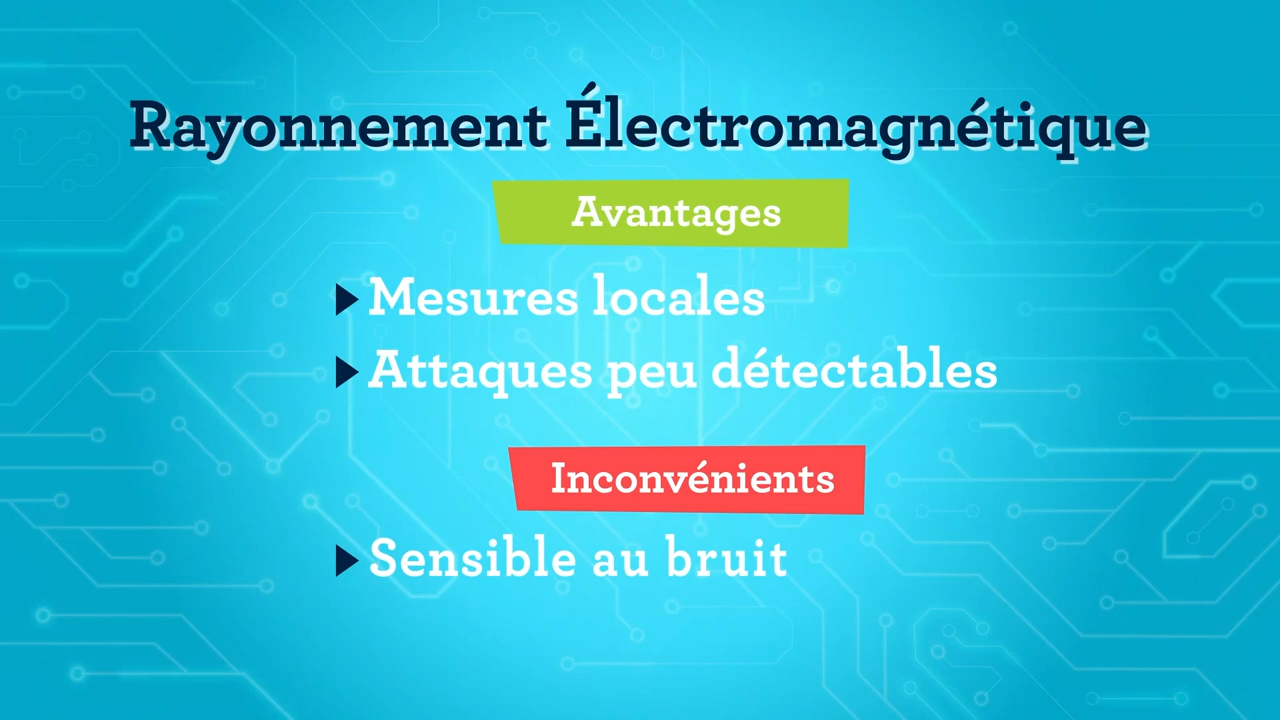 Rayonnement Électromagnétique
Avantages
Mesures locales
Attaques peu détectables
Inconvénients
Sensible au bruit